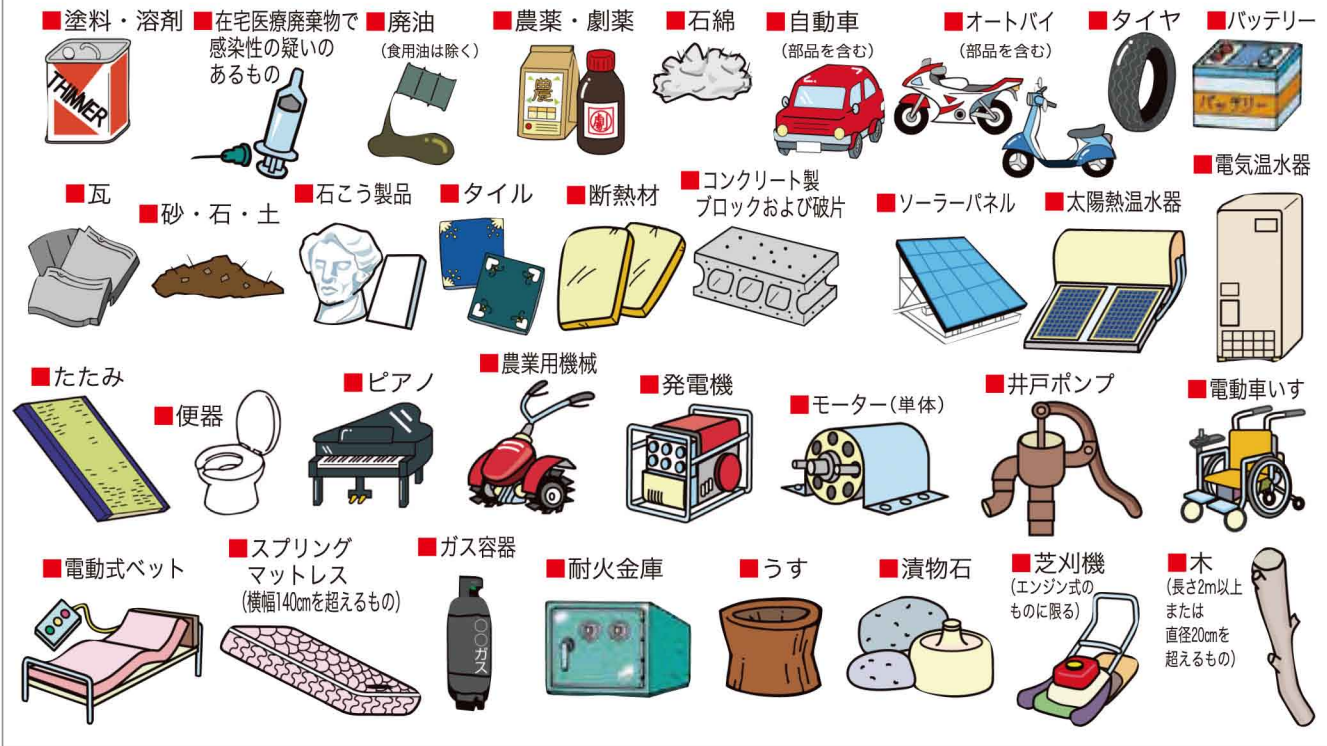 ■塗料・溶剤
THINNER
■在宅医療廃棄物で
感染性の疑いの
あるもの
■廃油
(食用油は除く)
■農薬・劇薬
農
劇
■石綿
■自動車
(部品を含む)
■オートバイ
(部品を含む)
■タイヤ
■バッテリー
バッテリー
■瓦
■砂・石・土
■石こう製品
■タイル
■断熱材
■コンクリート製
ブロックおよび破片
■ソーラーパネル
■太陽熱温水器
■電気温水器
■たたみ
■便器
■ピアノ
■農業用機械
■発電機
■モーター(単体)
■井戸ポンプ
■電動車いす
■電動式ベット
■スプリング
マットレス
(横幅140㎝を超えるもの)
■ガス容器
○○ガス
■耐火金庫
■うす
■漬物石
■芝刈機
(エンジン式の
ものに限る)
■木
(長さ2m以上
または
直径20㎝を
超えるもの)